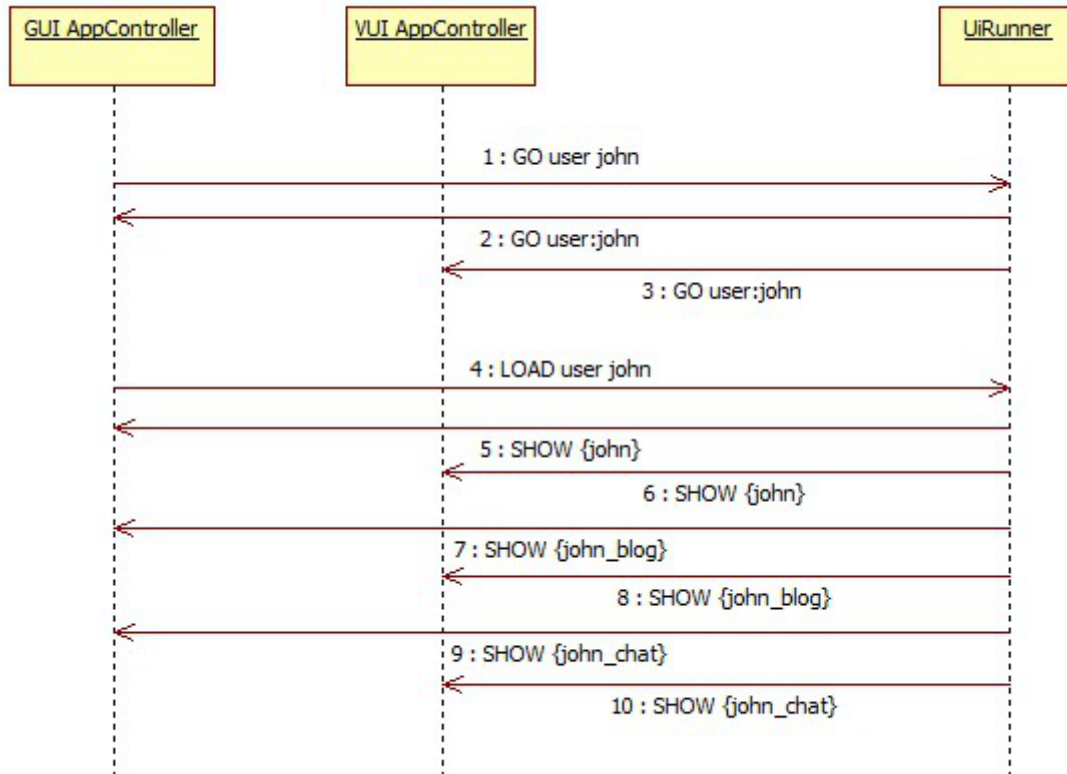 GUI AppController
VUI AppController
UiRunner
1 : GO user john
2 : GO user:john
3 : GO user:john
4 : LOAD user john
5 : SHOW {john}
6 : SHOW {john}
7 : SHOW {john_blog}
8 : SHOW {john_blog}
9 : SHOW {john_chat}
10 : SHOW {john_chat}